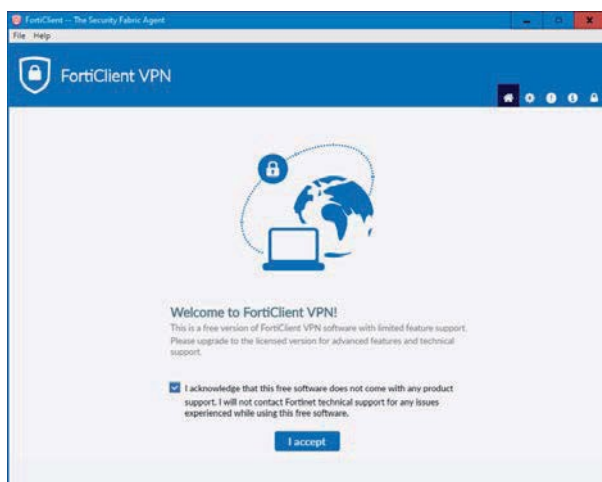 FortiClient -- The Security Fabric Agent
File Help
FortiClient VPN
Welcome to FortiClient VPN!
This is a free version of FortiClient VPN software with limited feature support.
Please upgrade to the licensed version for advanced features and technical
support.
I acknowledge that this free software does not come with any product
support. I will not contact Fortinet technical support for any issues
experienced while using this free software.
I accept